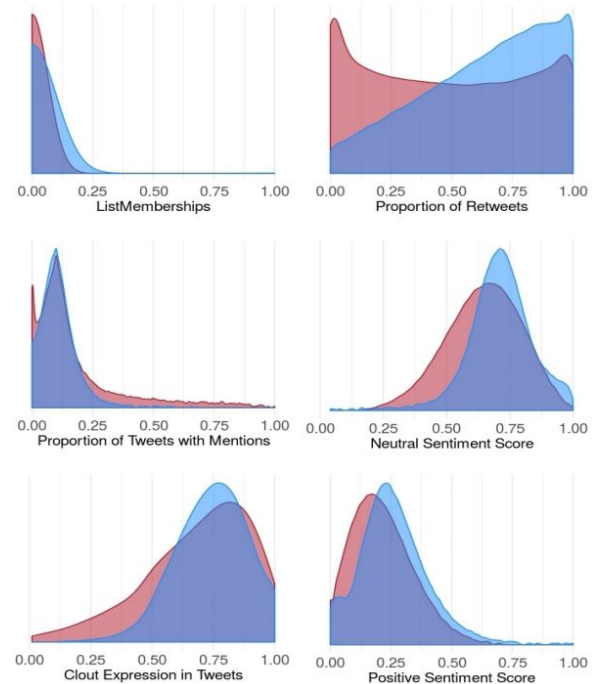 0.00 0.25 0.50 0.75 1.00
ListMemberships
0.00 0.25 0.50 0.75 1.00
Proportion of Retweets
0.00 0.25 0.50 0.75 1.00
Proportion of Tweets with Mentions
0.00 0.25 0.50 0.75 1.00
Neutral Sentiment Score
0.00 0.25 0.50 0.75 1.00
Clout Expression in Tweets
0.00 0.25 0.50 0.75 1.00
Positive Sentiment Score